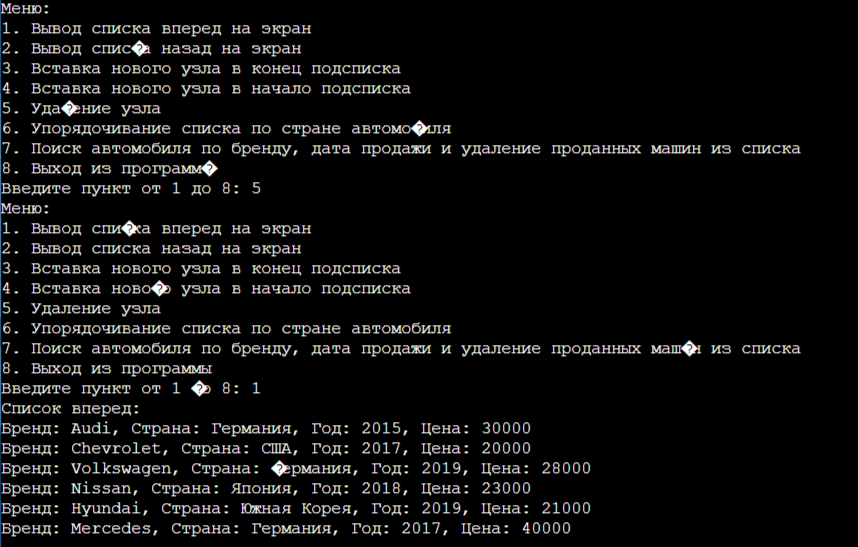 Меню:
1. Вывод списка вперед на экран
2. Вывод спис�а назад на экран
3. Вставка нового узла в конец подсписка
4. Вставка нового узла в начало подсписка
5. Уда�ение узла
6. Упорядочивание списка по стране автомо�иля
7. Поиск автомобиля по бренду, дата продажи и удаление проданных машин из списка
8. Выход из программ�
Введите пункт от 1 до 8: 5
Меню:
1. Вывод спи�ка вперед на экран
2. Вывод списка назад на экран
3. Вставка нового узла в конец подсписка
4. Вставка ново�о узла в начало подсписка
5. Удаление узла
6. Упорядочивание списка по стране автомобиля
7. Поиск автомобиля по бренду, дата продажи и удаление проданных маш�н из списка
8. Выход из программы
Введите пункт от 1 �о 8: 1
Список вперед:
Бренд: Audi, Страна: Германия, Год: 2015, Цена: 30000
Бренд: Chevrolet, Страна: США, Год: 2017, Цена: 20000
Бренд: Volkswagen, Страна: �ермания, Год: 2019, Цена: 28000
Бренд: Nissan, Страна: Япония, Год: 2018, Цена: 23000
Бренд: Hyundai, Страна: Южная Корея, Год: 2019, Цена: 21000
Бренд: Mercedes, Страна: Германия, Год: 2017, Цена: 40000